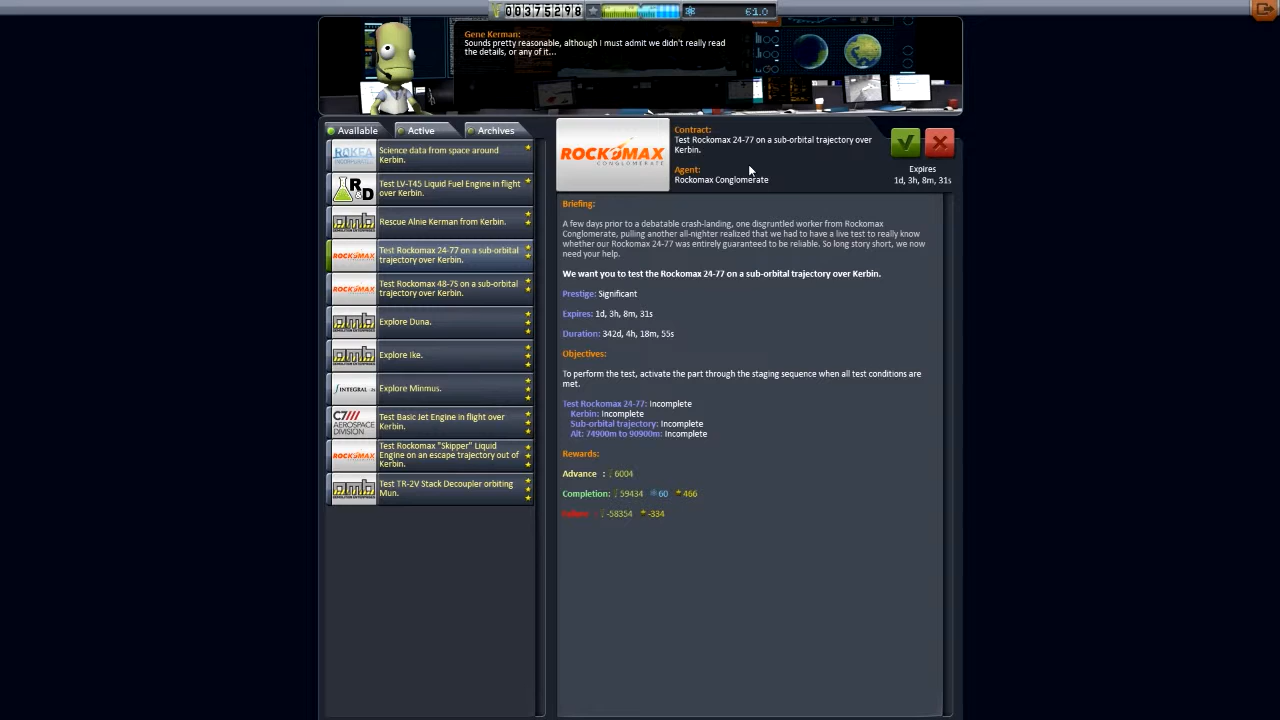 00375298
61.0
Gene Kerman:
Sounds pretty reasonable, although I must admit we didn't really read
the details, or any of it...
Available
Active
Archives
Science data from space around
Kerbin.
R&D
Test LV-T45 Liquid Fuel Engine in flight
over Kerbin.
Rescue Alnie Kerman from Kerbin.
ROCKOMAX
Test Rockomax 24-77 on a sub-orbital
trajectory over Kerbin.
ROCKOMAX
Test Rockomax 48-7S on a sub-orbital
trajectory over Kerbin.
Explore Duna.
Explore Ike.
INTEGRAL
Explore Minmus.
C7///
AEROSPACE
DIVISION
Test Basic Jet Engine in flight over
Kerbin.
ROCKOMAX
Test Rockomax "Skipper" Liquid
Engine on an escape trajectory out of
Kerbin.
Test TR-2V Stack Decoupler orbiting
Mun.
ROCKOMAX
CONGLOMERATE
Contract:
Test Rockomax 24-77 on a sub-orbital trajectory over
Kerbin.
Agent:
Rockomax Conglomerate
Expires
1d, 3h, 8m, 31s
Briefing:
A few days prior to a debatable crash-landing, one disgruntled worker from Rockomax
Conglomerate, pulling another all-nighter realized that we had to have a live test to really know
whether our Rockomax 24-77 was entirely guaranteed to be reliable. So long story short, we now
need your help.
We want you to test the Rockomax 24-77 on a sub-orbital trajectory over Kerbin.
Prestige: Significant
Expires: 1d, 3h, 8m, 31s
Duration: 342d, 4h, 18m, 55s
Objectives:
To perform the test, activate the part through the staging sequence when all test conditions are
met.
Test Rockomax 24-77: Incomplete
Kerbin: Incomplete
Sub-orbital trajectory: Incomplete
Alt: 74900m to 90900m: Incomplete
Rewards:
Advance : 6004
Completion: 59434 60 466
Failure : -58354 -334